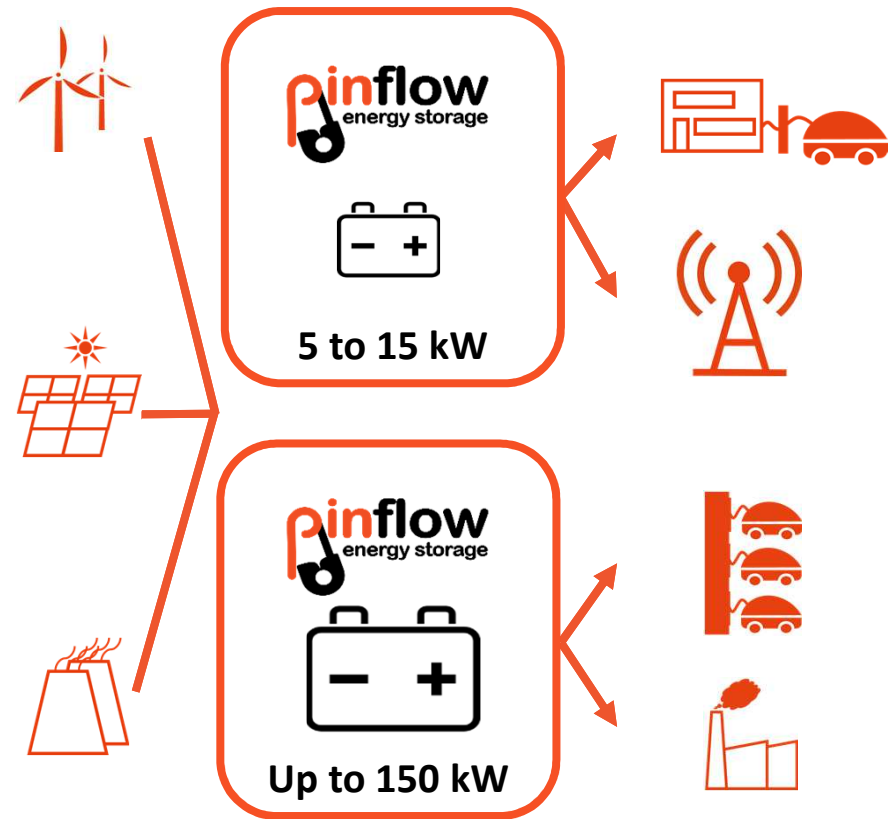 pinflow
energy storage
5 to 15 kW
pinflow
energy storage
Up to 150 kW